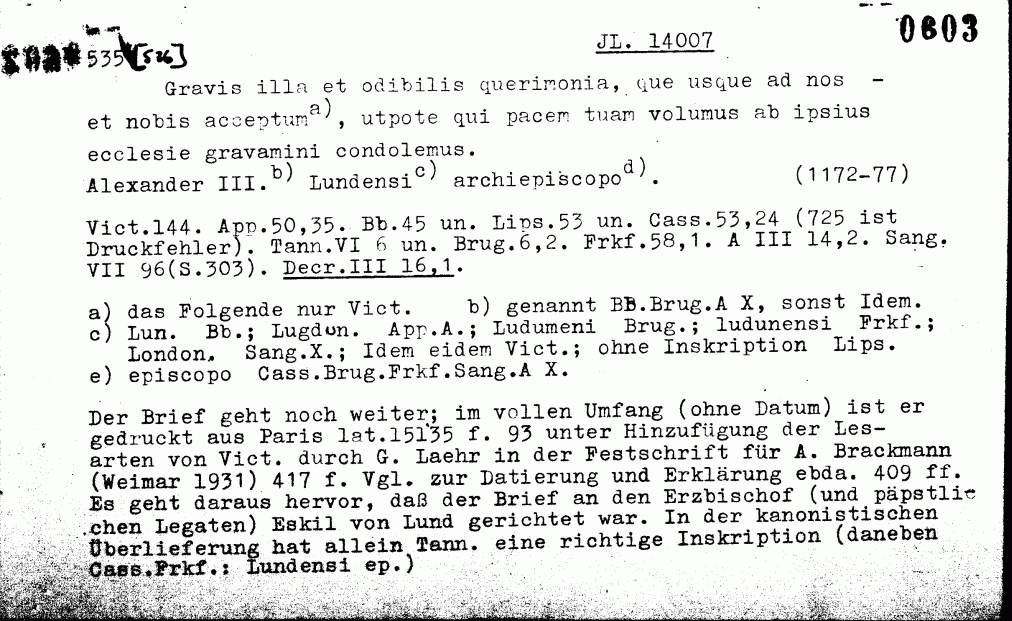 0603
JL. 14007
535 [526]
Gravis illa et odibilis querimonia, que usque ad nos -
et nobis acceptum a), utpote qui pacem tuam volumus ab ipsius
ecclesie gravamini condolemus.
Alexander III. b) Lundensi c) archiepiscopo d). (1172-77)
Vict.144. App.50,35. Bb.45 un. Lips.53 un. Cass.53,24 (725 ist
Druckfehler). Tann.VI 6 un. Brug.6,2. Frkf.58,1. A III 14,2. Sang.
VII 96(S.303). Decr.III 16,1.
a) das Folgende nur Vict. b) genannt BB.Brug.A X, sonst Idem.
c) Lun. Bb.; Lugdun. App.A.; Ludumeni Brug.; ludunensi Frkf.;
London. Sang.X.; Idem eidem Vict.; ohne Inskription Lips.
e) episcopo Cass.Brug.Frkf.Sang.A X.
Der Brief geht noch weiter; im vollen Umfang (ohne Datum) ist er
gedruckt aus Paris lat.15135 f. 93 unter Hinzufügung der Les-
arten von Vict. durch G. Laehr in der Festschrift für A. Brackmann
(Weimar 1931) 417 f. Vgl. zur Datierung und Erklärung ebda. 409 ff.
Es geht daraus hervor, daß der Brief an den Erzbischof (und päpstli-
chen Legaten) Eskil von Lund gerichtet war. In der kanonistischen
Überlieferung hat allein Tann. eine richtige Inskription (daneben
Cass.Frkf.: Lundensi ep.)